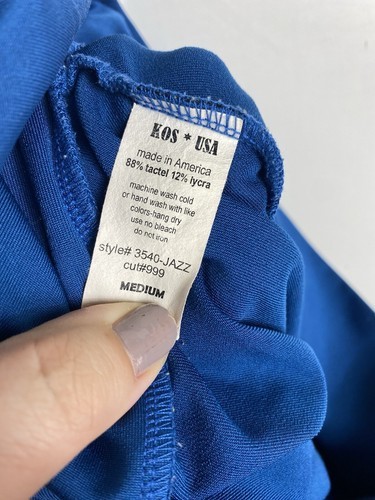 KOS * USA
made in America
88% tactel 12% lycra
machine wash cold
or hand wash with like
colors-hang dry
use no bleach
do not iron
style# 3540-JAZZ
cut#999
MEDIUM